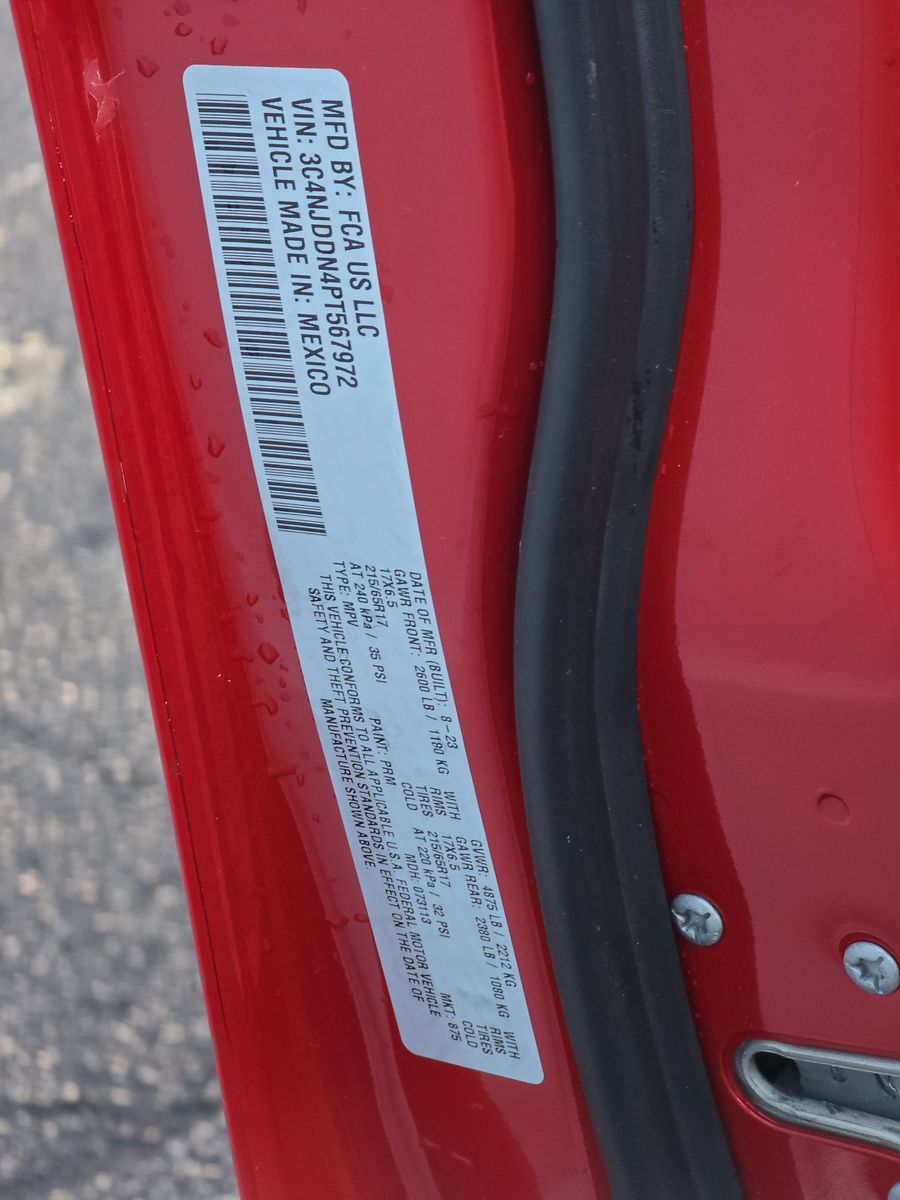 MFD BY: FCA US LLC
VIN: 3C4NJDDN4PT567972
VEHICLE MADE IN: MEXICO
DATE OF MFR (BUILT): 8-23 GVWR: 4875 LB / 2212 KG
GAWR FRONT: 2600 LB / 1180 KG WITH GAWR REAR: 2380 LB / 1080 KG WITH
17X6.5 RIMS 17X6.5 RIMS
215/65R17 TIRES 215/65R17 TIRES
AT 240 kPa / 35 PSI COLD AT 220 kPa / 32 PSI COLD
TYPE: MPV PAINT: PRM MDH: 073113 MKT: 875
THIS VEHICLE CONFORMS TO ALL APPLICABLE U.S.A. FEDERAL MOTOR VEHICLE
SAFETY AND THEFT PREVENTION STANDARDS IN EFFECT ON THE DATE OF
MANUFACTURE SHOWN ABOVE